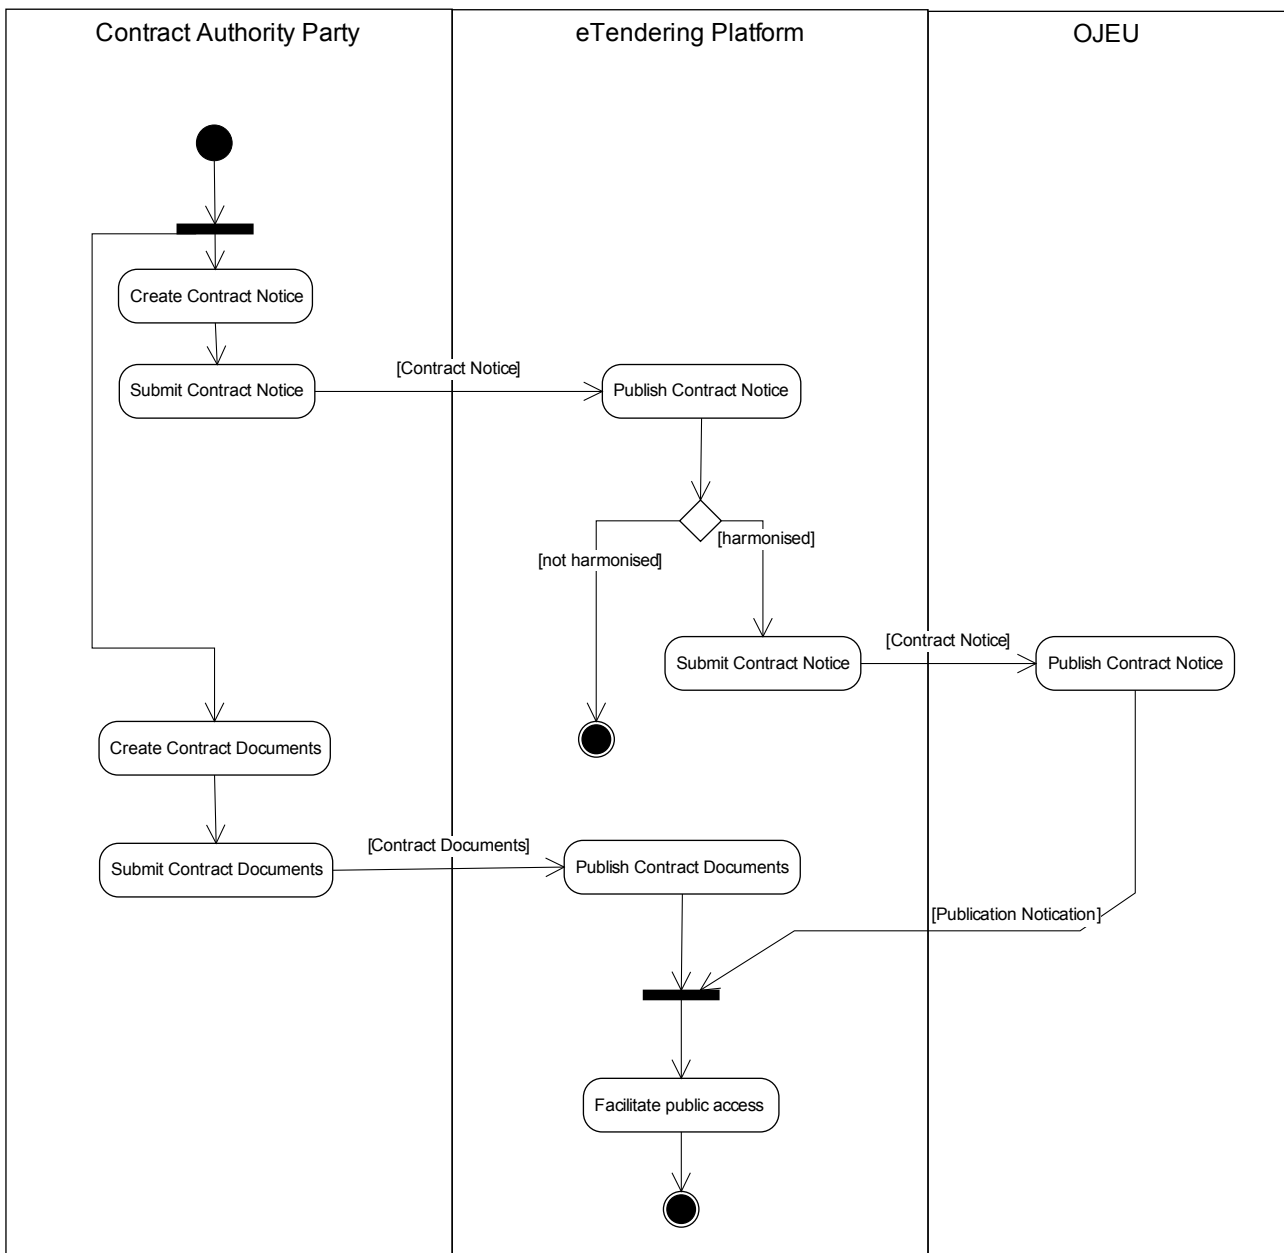 Contract Authority Party
eTendering Platform
OJEU
Create Contract Notice
Submit Contract Notice
[Contract Notice]
Publish Contract Notice
[harmonised]
[not harmonised]
Submit Contract Notice
[Contract Notice]
Publish Contract Notice
Create Contract Documents
Submit Contract Documents
[Contract Documents]
Publish Contract Documents
[Publication Notication]
Facilitate public access